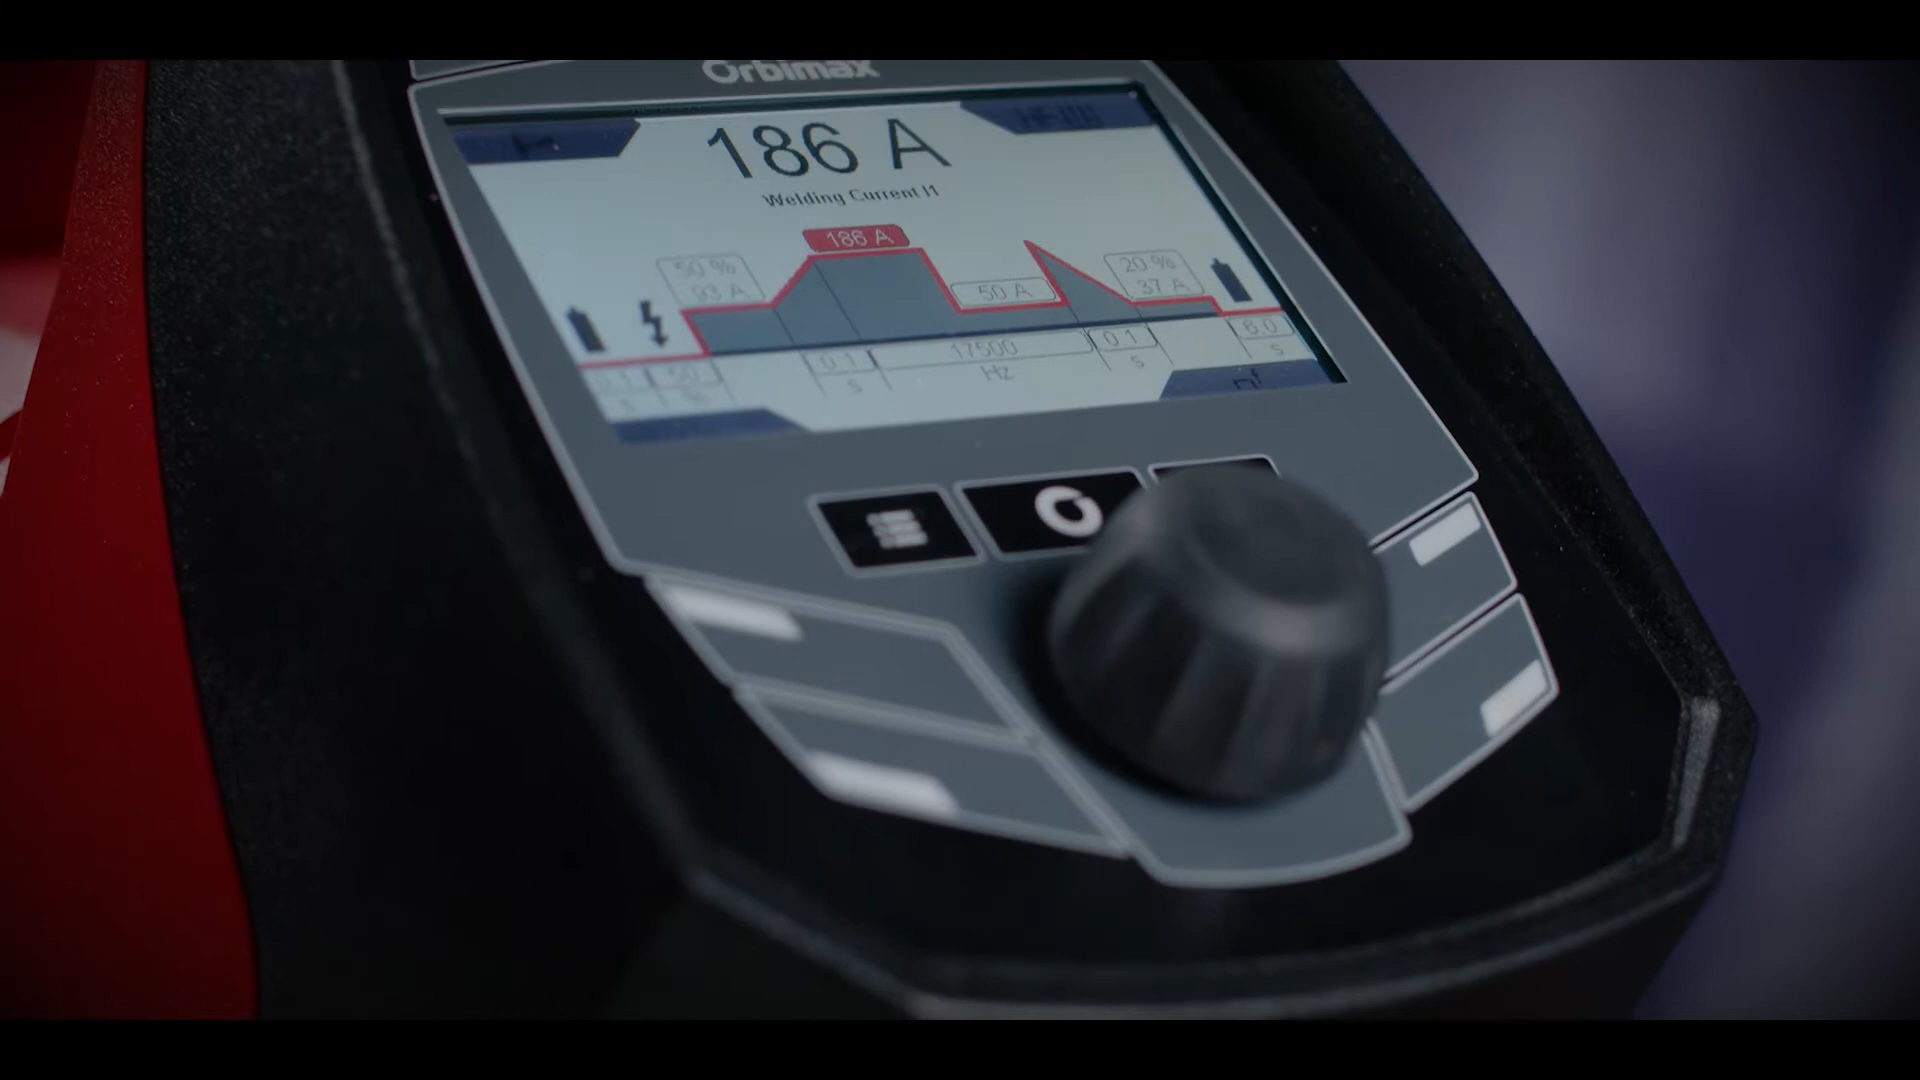 Orbimax
186 A
Welding Current I1
186 A
50 %
93 A
50 A
20 %
37 A
0.1
17500
0.1
6.0
s
Hz
s
s